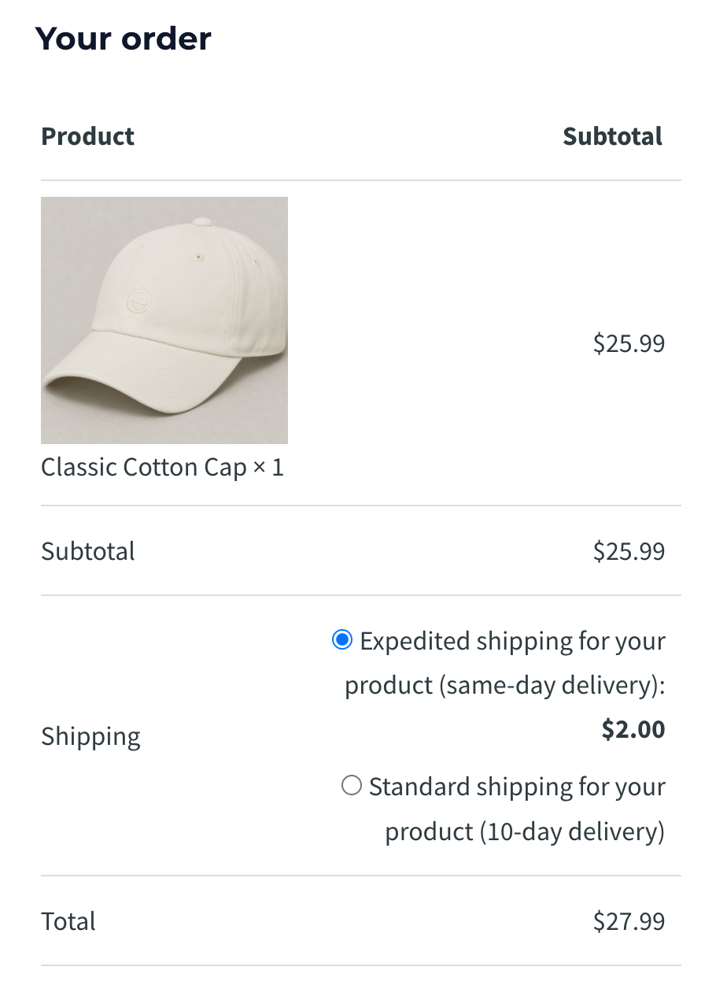 Your order
Product Subtotal
$25.99
Classic Cotton Cap × 1
Subtotal $25.99
Expedited shipping for your
product (same-day delivery):
$2.00
Shipping
Standard shipping for your
product (10-day delivery)
Total $27.99